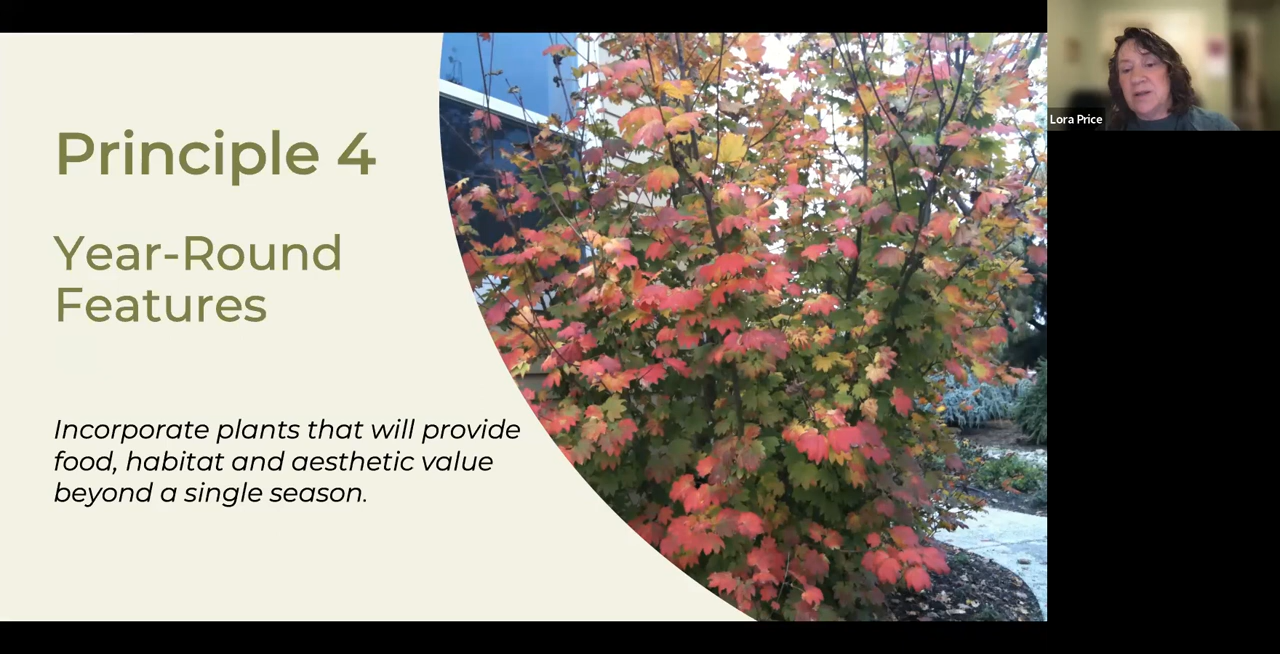 Principle 4
Year-Round
Features
Incorporate plants that will provide
food, habitat and aesthetic value
beyond a single season.
Lora Price